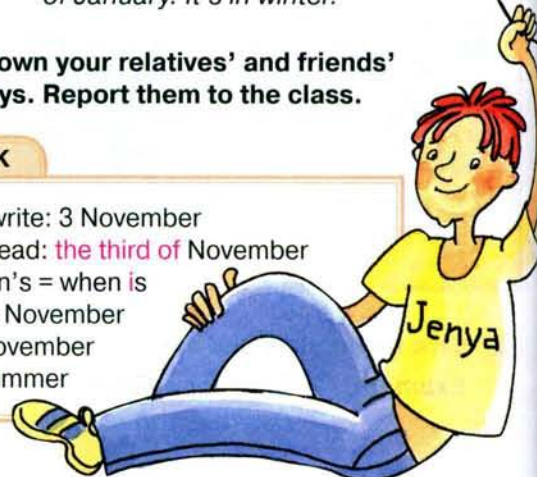 of January. It's in winter.
own your relatives' and friends'
ys. Report them to the class.
k
write: 3 November
ead: the third of November
n's = when is
November
ovember
mmer
Jenya